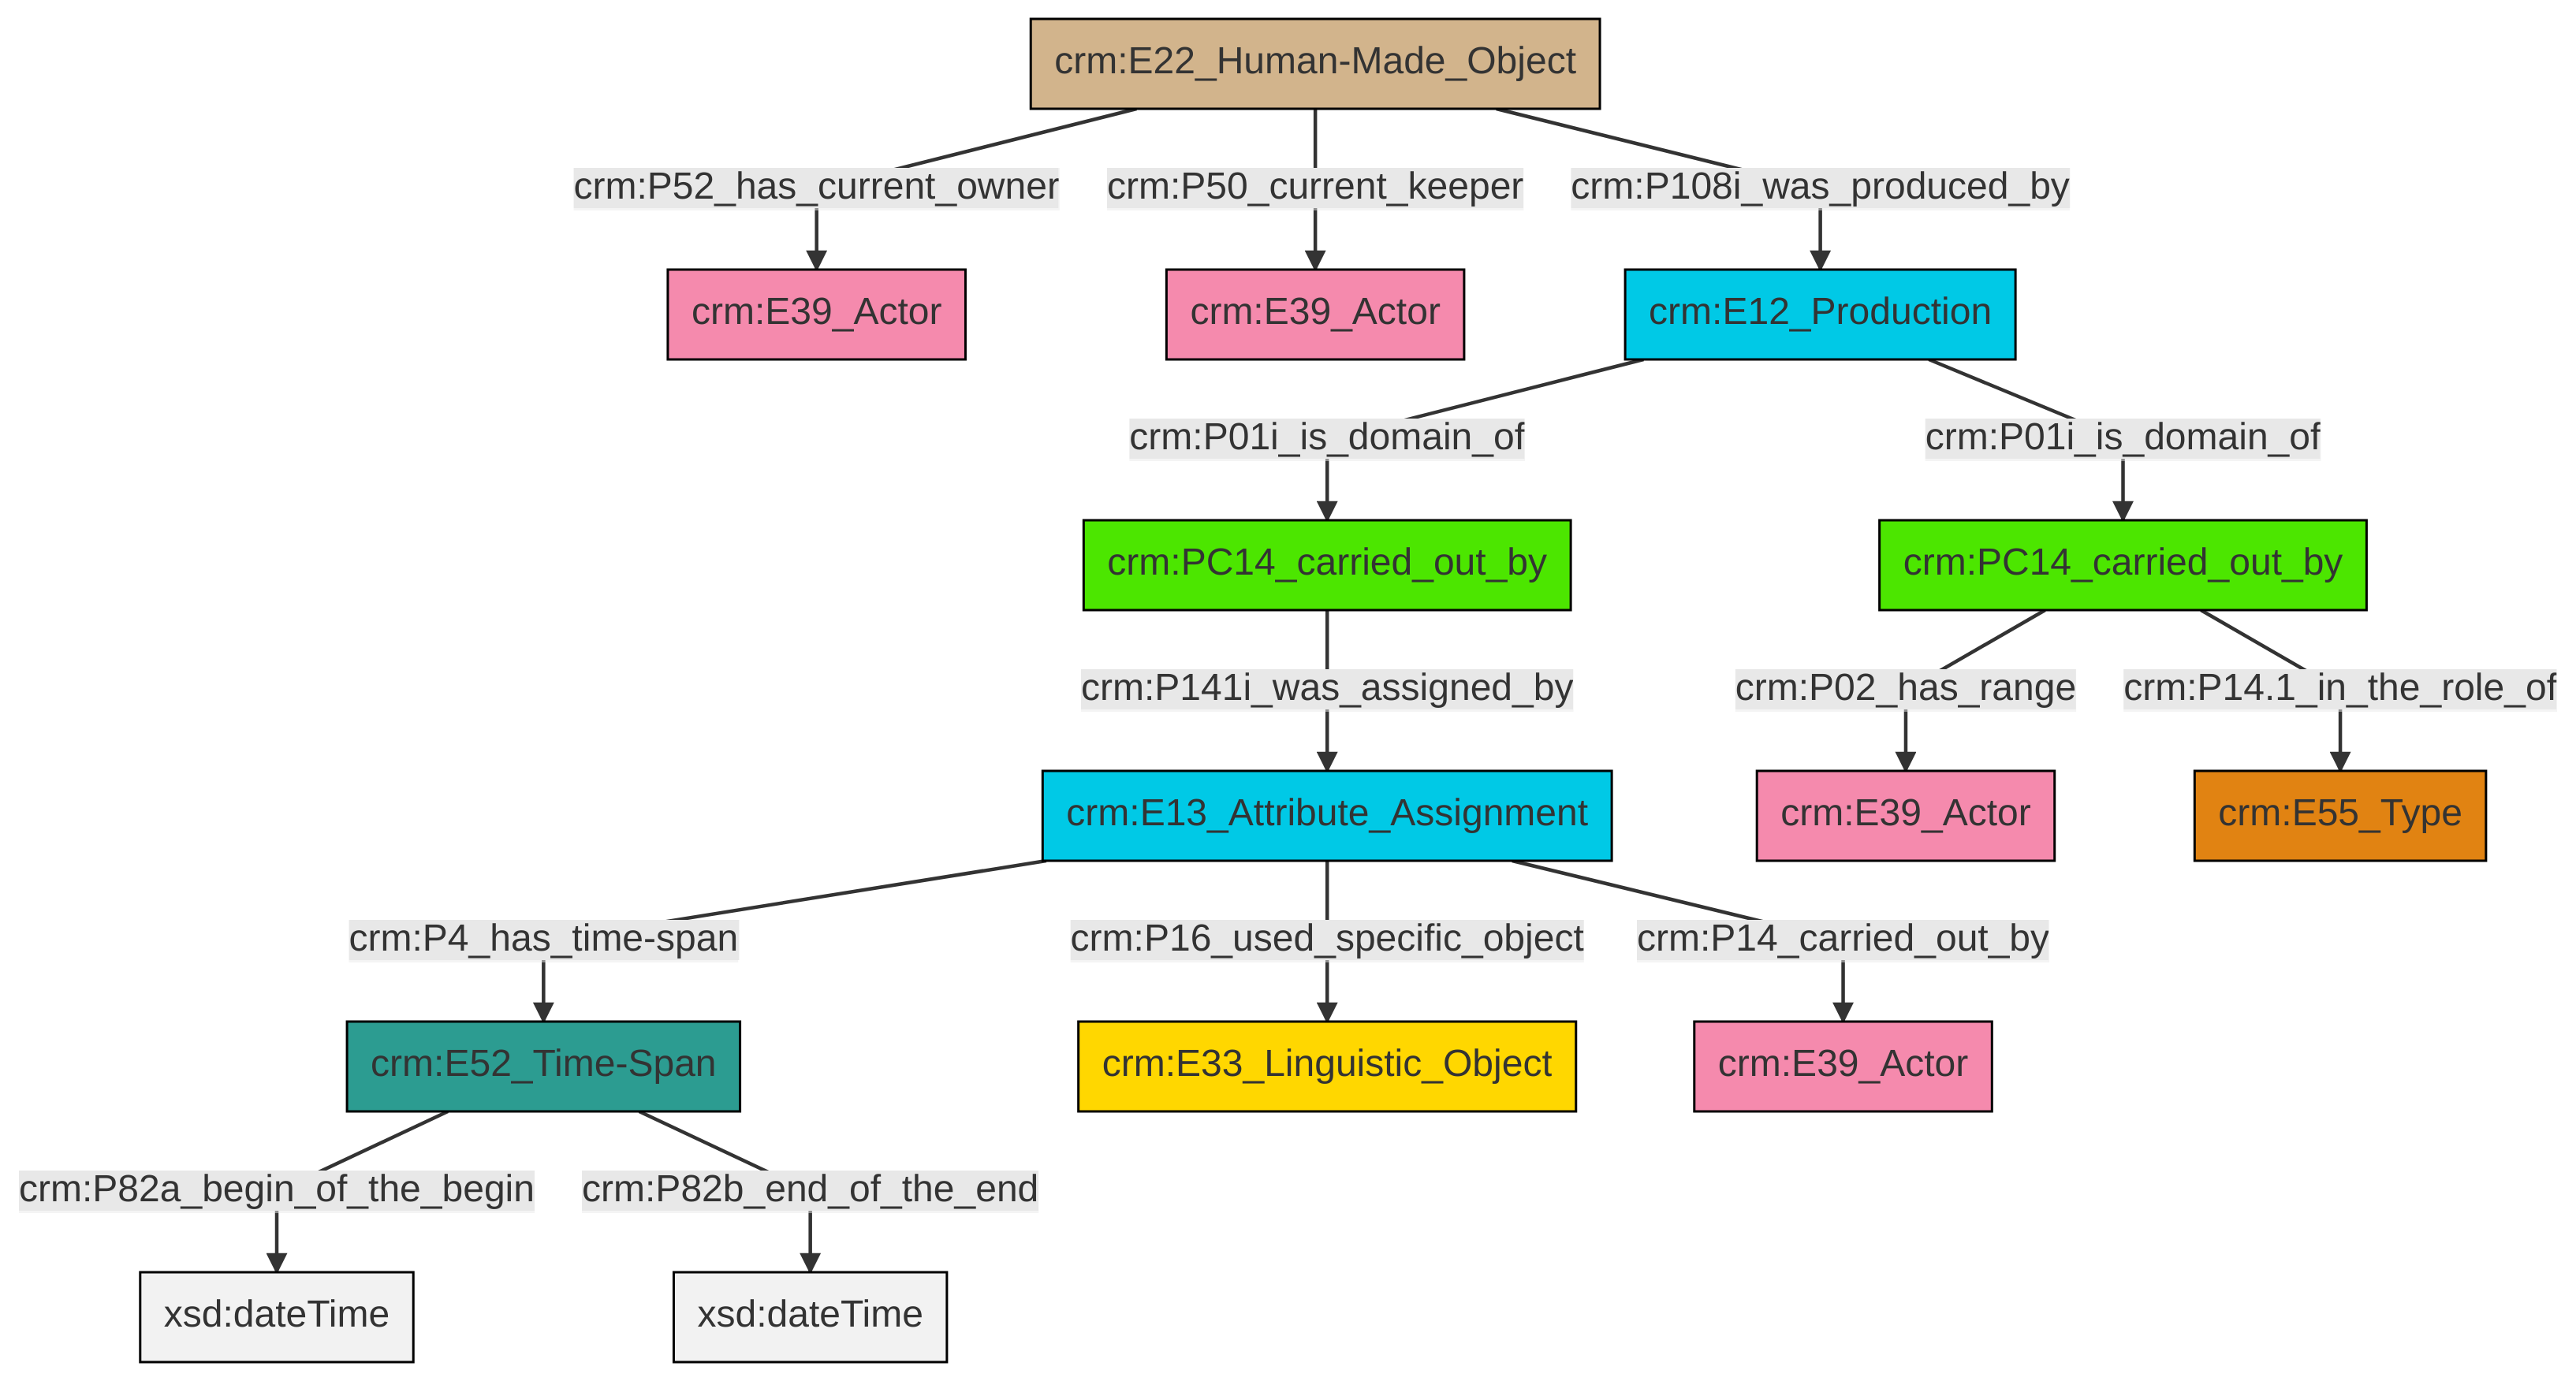 crm:E22_Human-Made_Object
crm:P52_has_current_owner
crm:P50_current_keeper
crm:P108i_was_produced_by
crm:E39_Actor
crm:E39_Actor
crm:E12_Production
crm:P01i_is_domain_of
crm:P01i_is_domain_of
crm:PC14_carried_out_by
crm:PC14_carried_out_by
crm:P141i_was_assigned_by
crm:P02_has_range
crm:P14.1_in_the_role_of
crm:E13_Attribute_Assignment
crm:E39_Actor
crm:E55_Type
crm:P4_has_time-span
crm:P16_used_specific_object
crm:P14_carried_out_by
crm:E52_Time-Span
crm:E33_Linguistic_Object
crm:E39_Actor
crm:P82a_begin_of_the_begin
crm:P82b_end_of_the_end
xsd:dateTime
xsd:dateTime